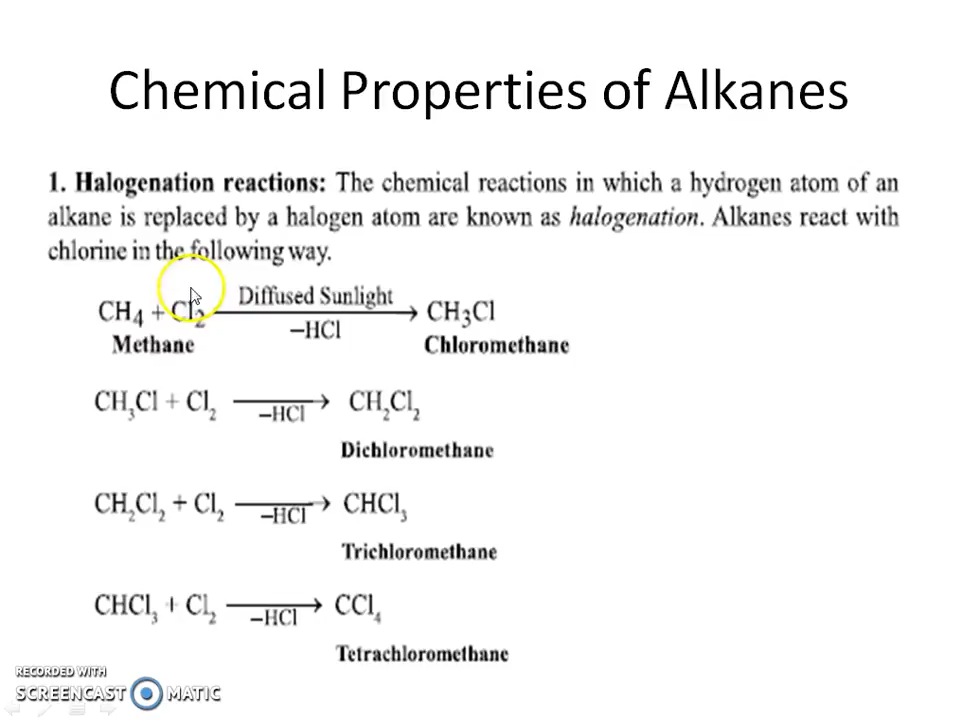 Chemical Properties of Alkanes
1. Halogenation reactions: The chemical reactions in which a hydrogen atom of an
alkane is replaced by a halogen atom are known as halogenation. Alkanes react with
chlorine in the following way.
CH₄ + Cl₂ Diffused Sunlight → CH₃Cl
–HCl
Methane Chloromethane
CH₃Cl + Cl₂ → CH₂Cl₂
–HCl
Dichloromethane
CH₂Cl₂ + Cl₂ → CHCl₃
–HCl
Trichloromethane
CHCl₃ + Cl₂ → CCl₄
–HCl
Tetrachloromethane
RECORDED WITH
SCREENCAST MATIC